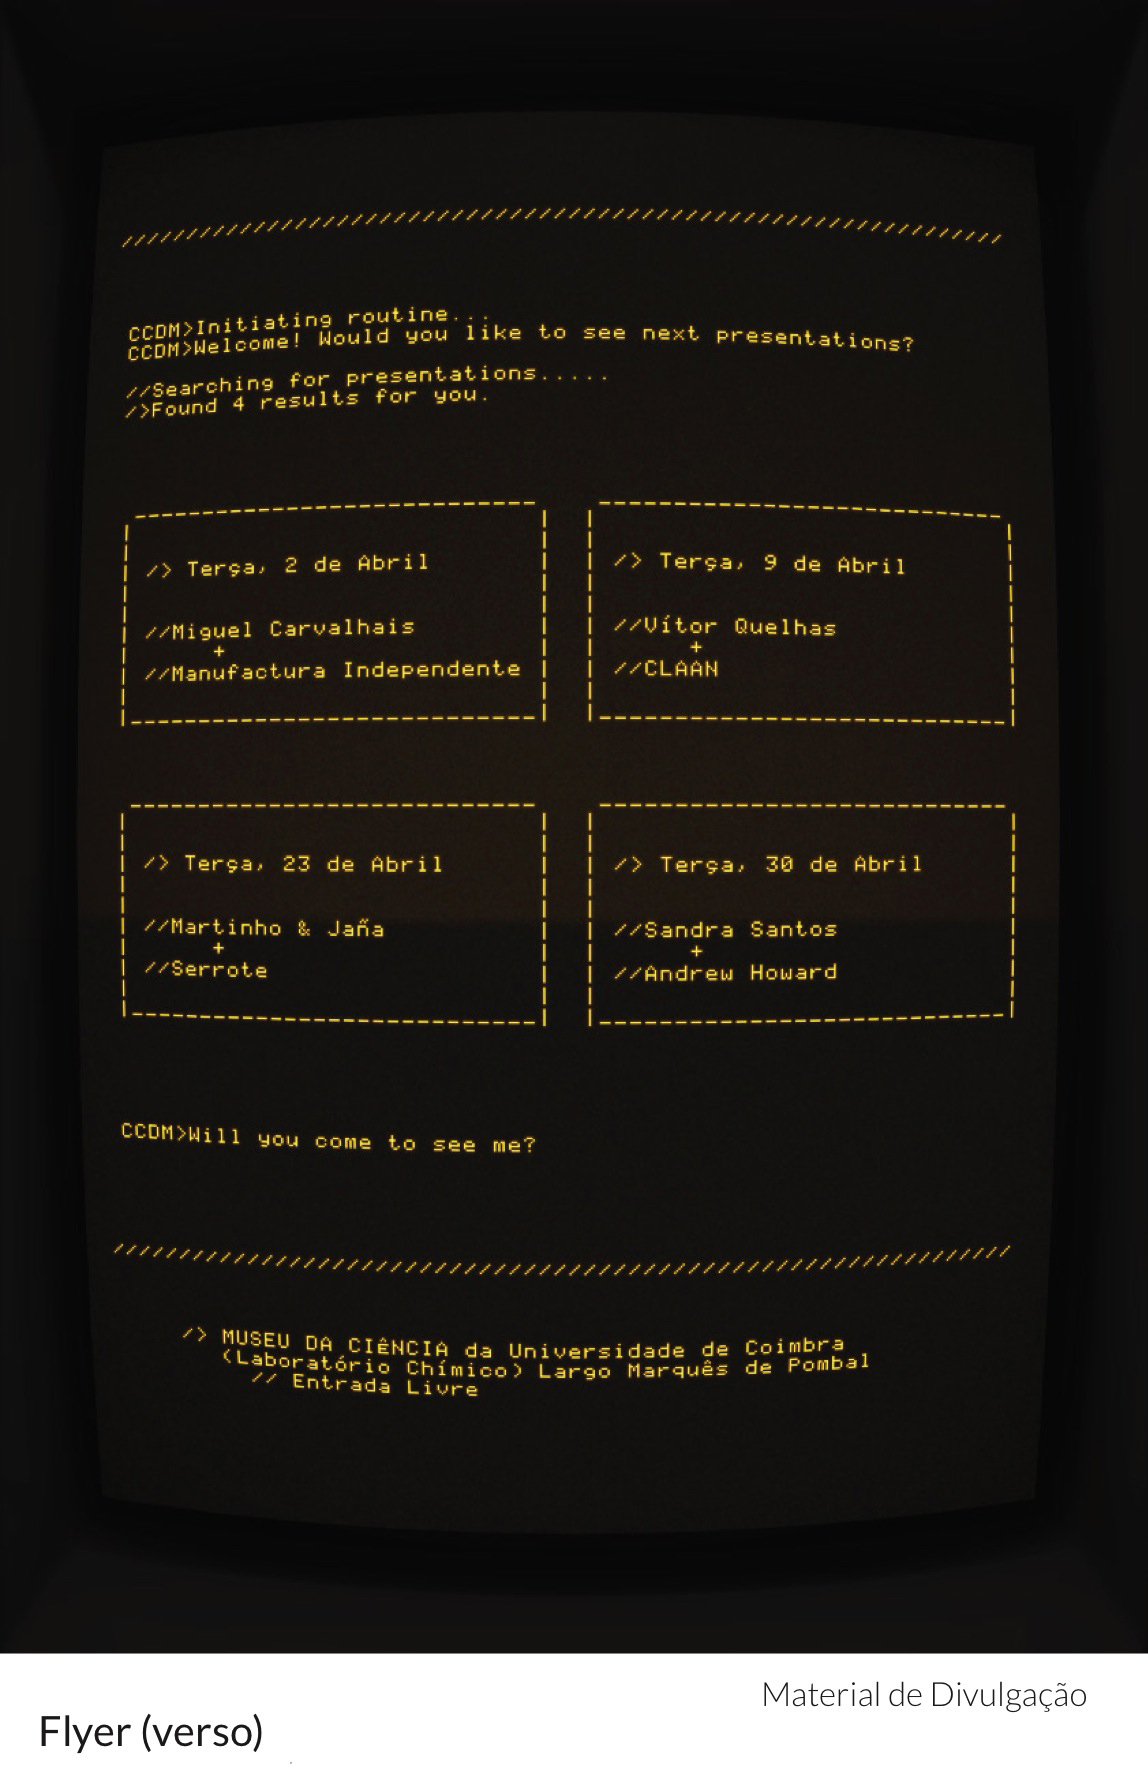 ////////////////////////////////////////////////////////////////
CCDM>Initiating routine...
CCDM>Welcome! Would you like to see next presentations?
//Searching for presentations.....
/>Found 4 results for you.
/> Terça, 2 de Abril
//Miguel Carvalhais
+
//Manufactura Independente
/> Terça, 9 de Abril
//Vítor Quelhas
+
//CLAAN
/> Terça, 23 de Abril
//Martinho & Jaña
+
//Serrote
/> Terça, 30 de Abril
//Sandra Santos
+
//Andrew Howard
CCDM>Will you come to see me?
////////////////////////////////////////////////////////////////
/> MUSEU DA CIÊNCIA da Universidade de Coimbra
(Laboratório Chímico) Largo Marquês de Pombal
// Entrada Livre
Material de Divulgação
Flyer (verso)